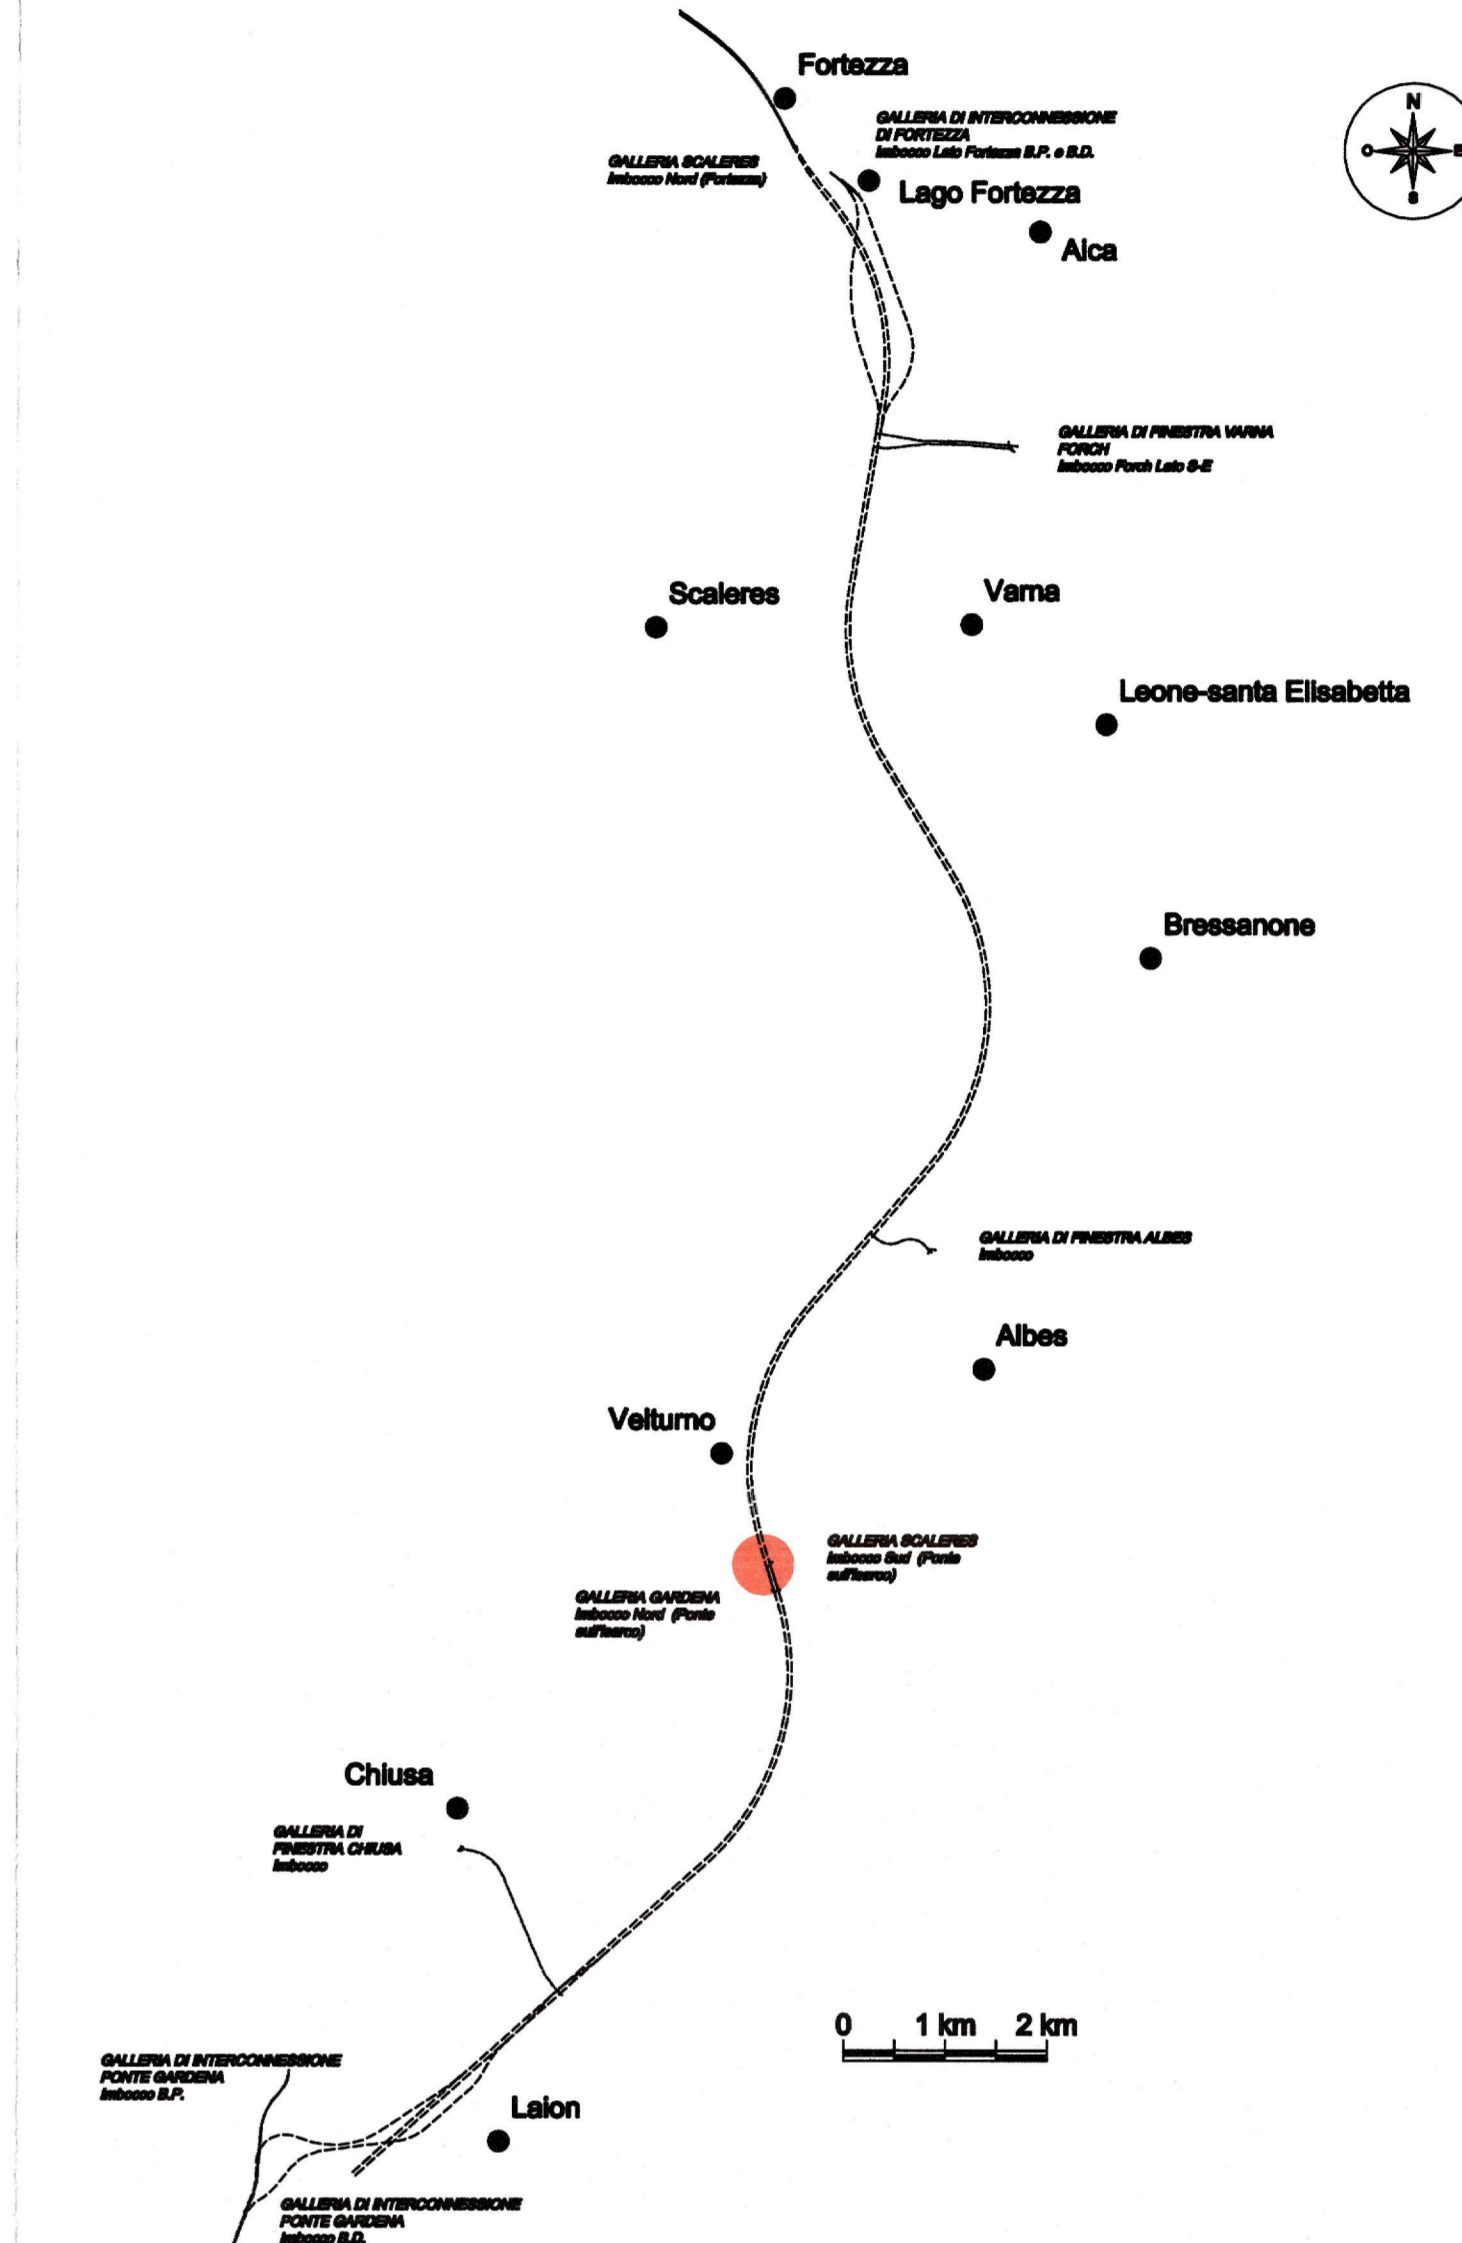 Fortezza
GALLERIA DI INTERCONNESSIONE
DI FORTEZZA
Imbocco Lato Fortezza B.P. e B.D.
N
O
E
S
GALLERIA SCALERES
Imbocco Nord (Fortezza)
Lago Fortezza
Aica
GALLERIA DI FINESTRA VARNA
FORCH
Imbocco Forch Lato S-E
Scaleres
Varna
Leone-santa Elisabetta
Bressanone
GALLERIA DI FINESTRA ALBES
Imbocco
Albes
Velturno
GALLERIA SCALERES
Imbocco Sud (Ponte
sull'Isarco)
GALLERIA GARDENA
Imbocco Nord (Ponte
sull'Isarco)
Chiusa
GALLERIA DI
FINESTRA CHIUSA
Imbocco
0 1 km 2 km
GALLERIA DI INTERCONNESSIONE
PONTE GARDENA
Imbocco B.P.
Laion
GALLERIA DI INTERCONNESSIONE
PONTE GARDENA
Imbocco B.D.